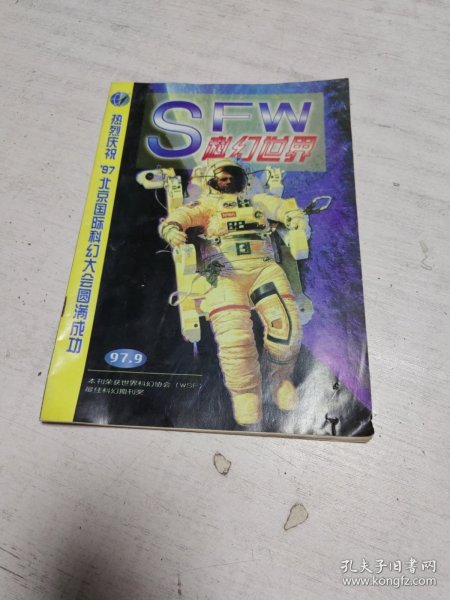 SFW
科幻世界
热烈庆祝'97北京国际科幻大会圆满成功
97.9
本刊荣获世界科幻协会(WSF)
最佳科幻期刊奖
孔夫子旧书网
www.kongfz.com